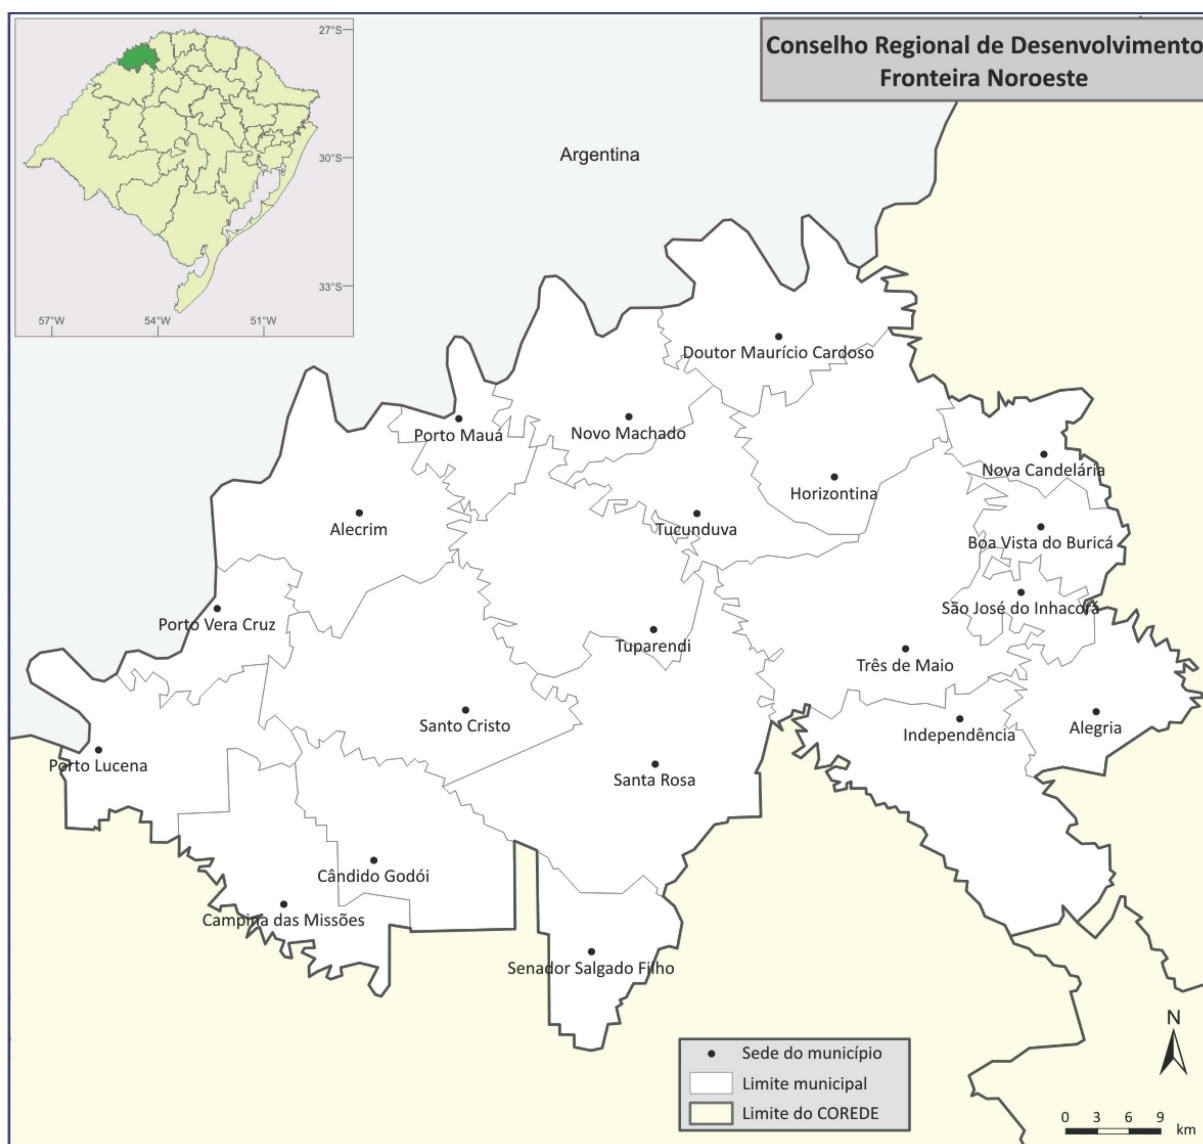 Conselho Regional de Desenvolvimento
Fronteira Noroeste
27°S
30°S
33°S
57°W
54°W
51°W
Argentina
Doutor Maurício Cardoso
Porto Mauá
Novo Machado
Nova Candelária
Horizontina
Alecrim
Tucunduva
Boa Vista do Buricá
São José do Inhacorá
Porto Vera Cruz
Tuparendi
Três de Maio
Santo Cristo
Independência
Alegria
Porto Lucena
Santa Rosa
Cândido Godói
Campina das Missões
Senador Salgado Filho
N
Sede do município
Limite municipal
Limite do COREDE
0 3 6 9
km